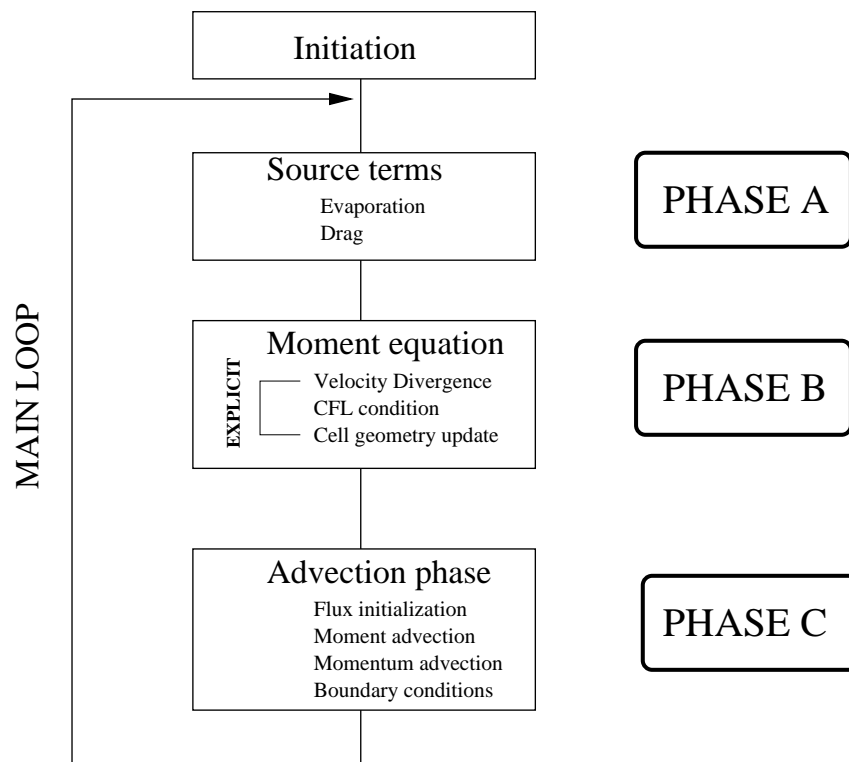 Initiation
Source terms
Evaporation
Drag
PHASE A
MAIN LOOP
Moment equation
EXPLICIT
Velocity Divergence
CFL condition
Cell geometry update
PHASE B
Advection phase
Flux initialization
Moment advection
Momentum advection
Boundary conditions
PHASE C